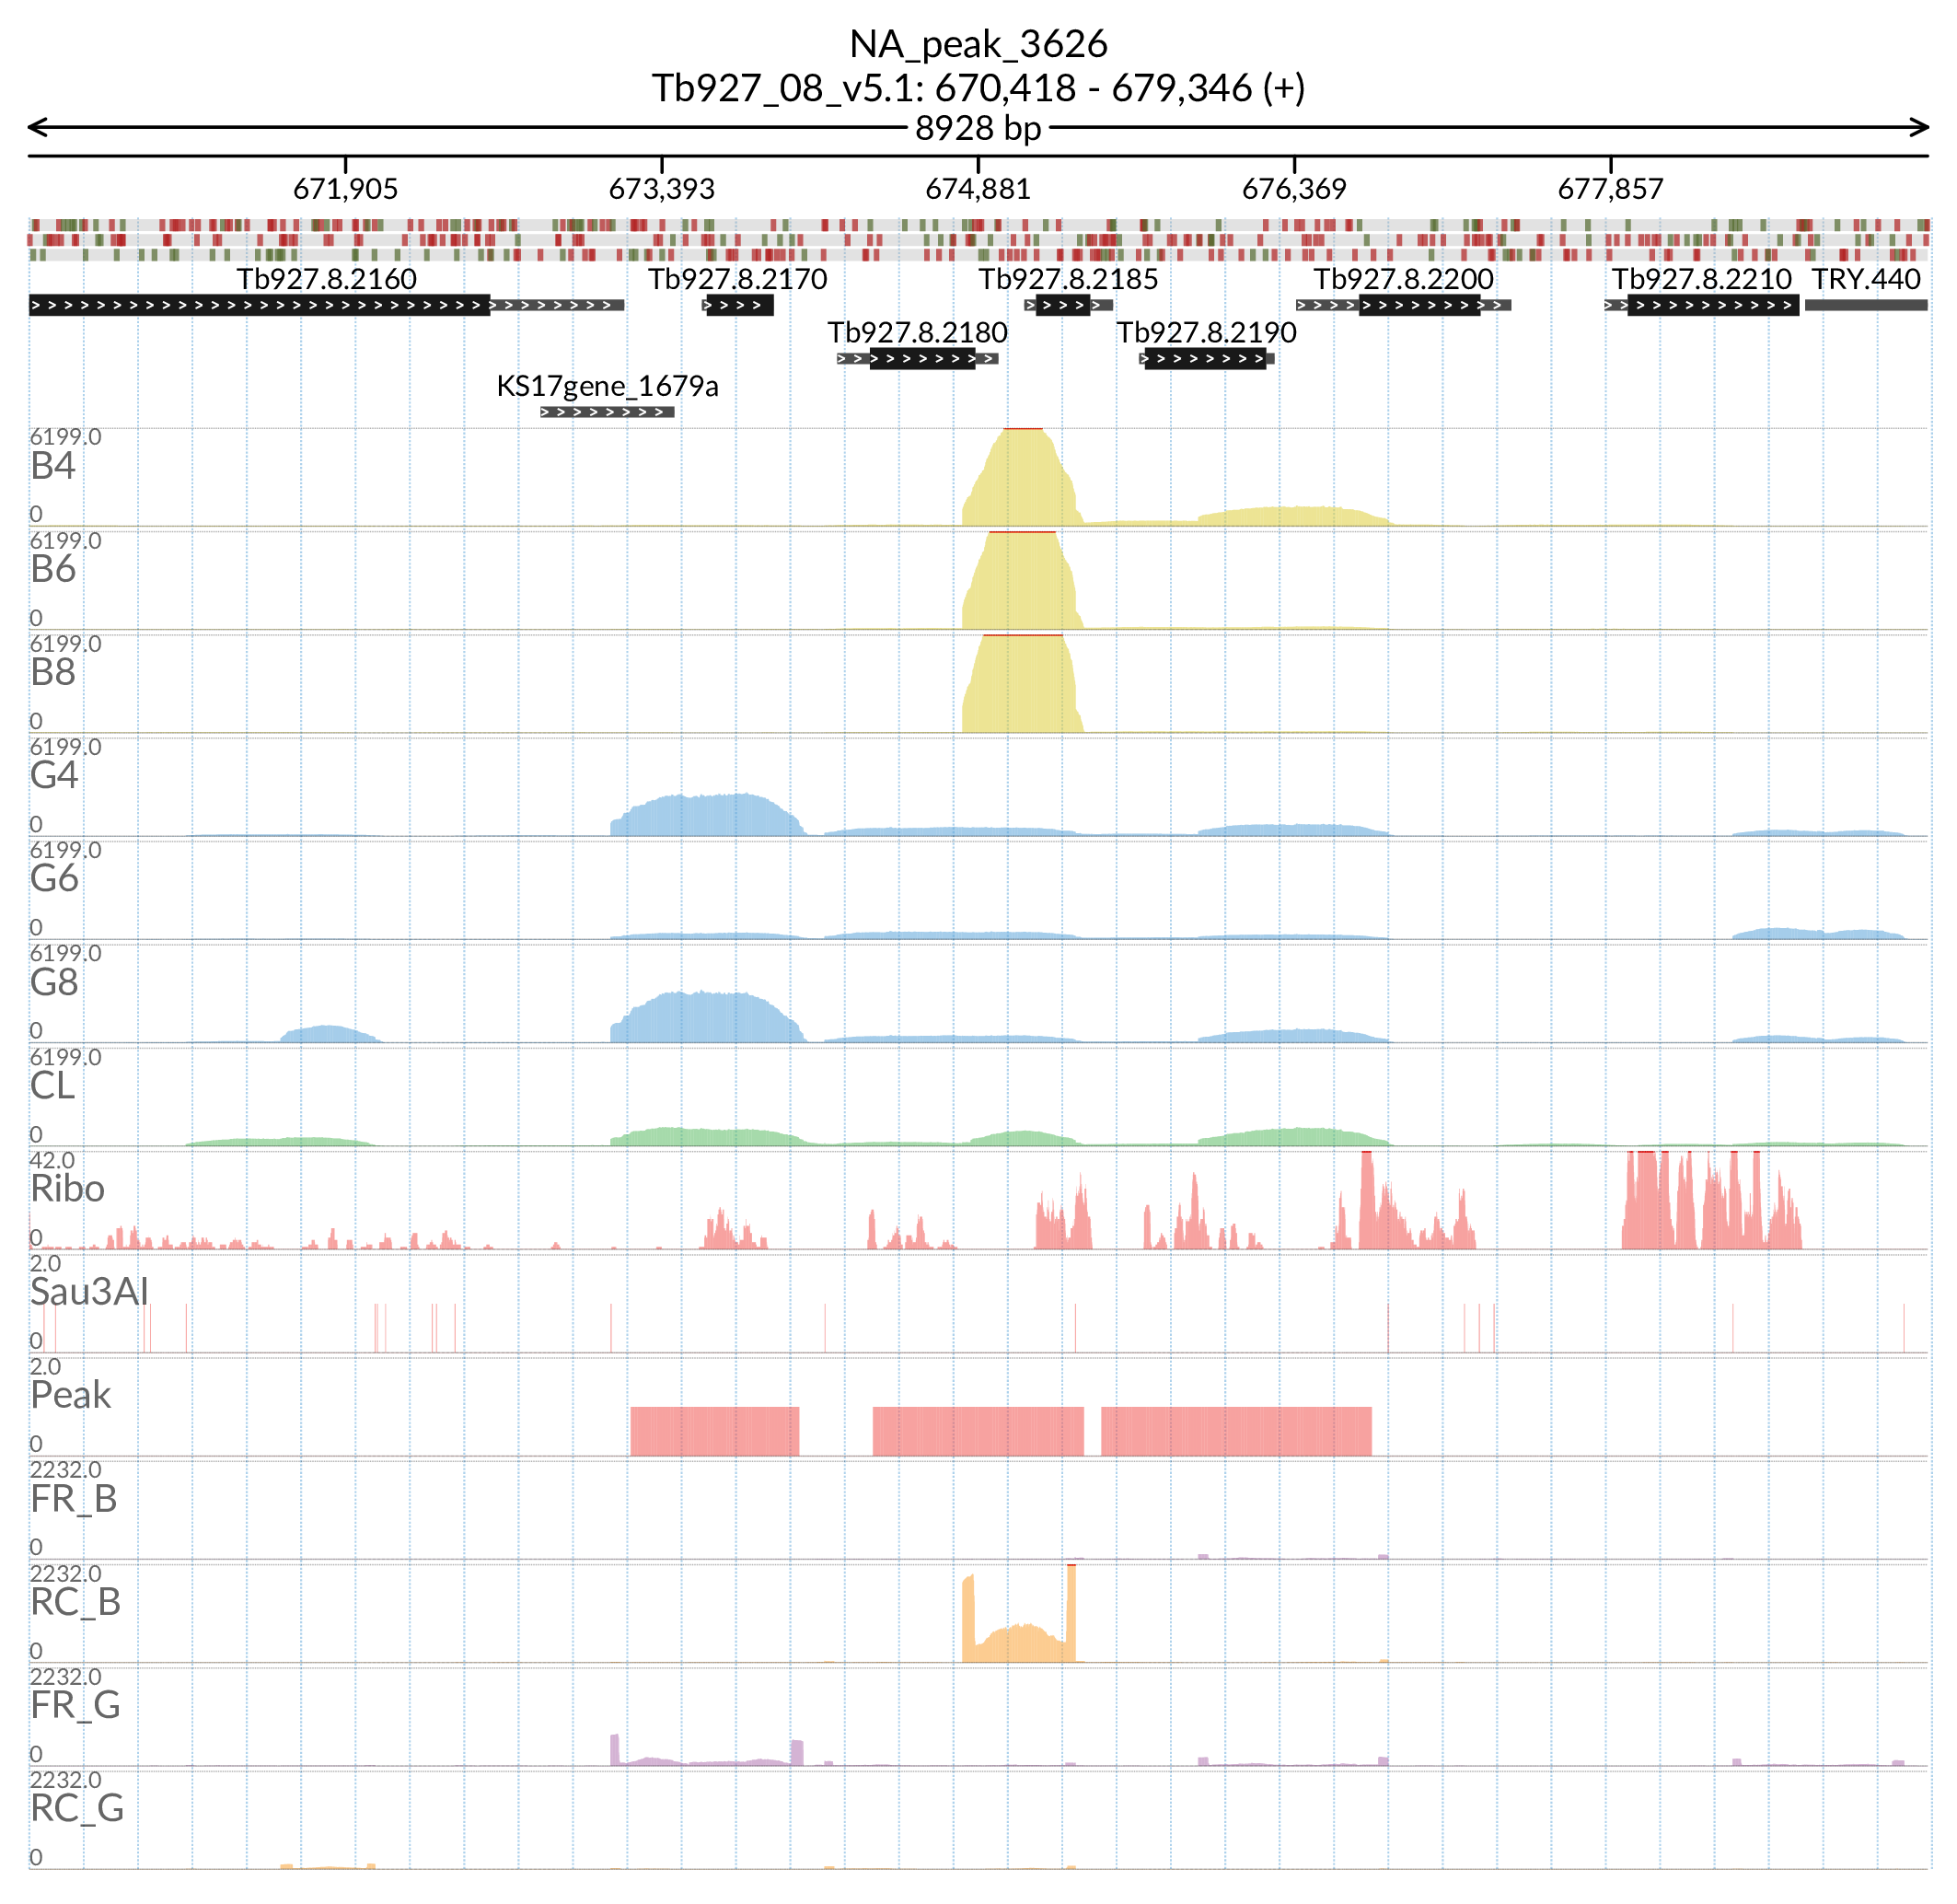 NA_peak_3626
Tb927_08_v5.1: 670,418 - 679,346 (+)
8928 bp
671,905 673,393 674,881 676,369 677,857
Tb927.8.2160 Tb927.8.2170 Tb927.8.2185 Tb927.8.2200 Tb927.8.2210 TRY.440
Tb927.8.2180 Tb927.8.2190
KS17gene_1679a
6199.0
B4
0
6199.0
B6
0
6199.0
B8
0
6199.0
G4
0
6199.0
G6
0
6199.0
G8
0
6199.0
CL
0
42.0
Ribo
0
2.0
Sau3AI
0
2.0
Peak
0
2232.0
FR_B
0
2232.0
RC_B
0
2232.0
FR_G
0
2232.0
RC_G
0